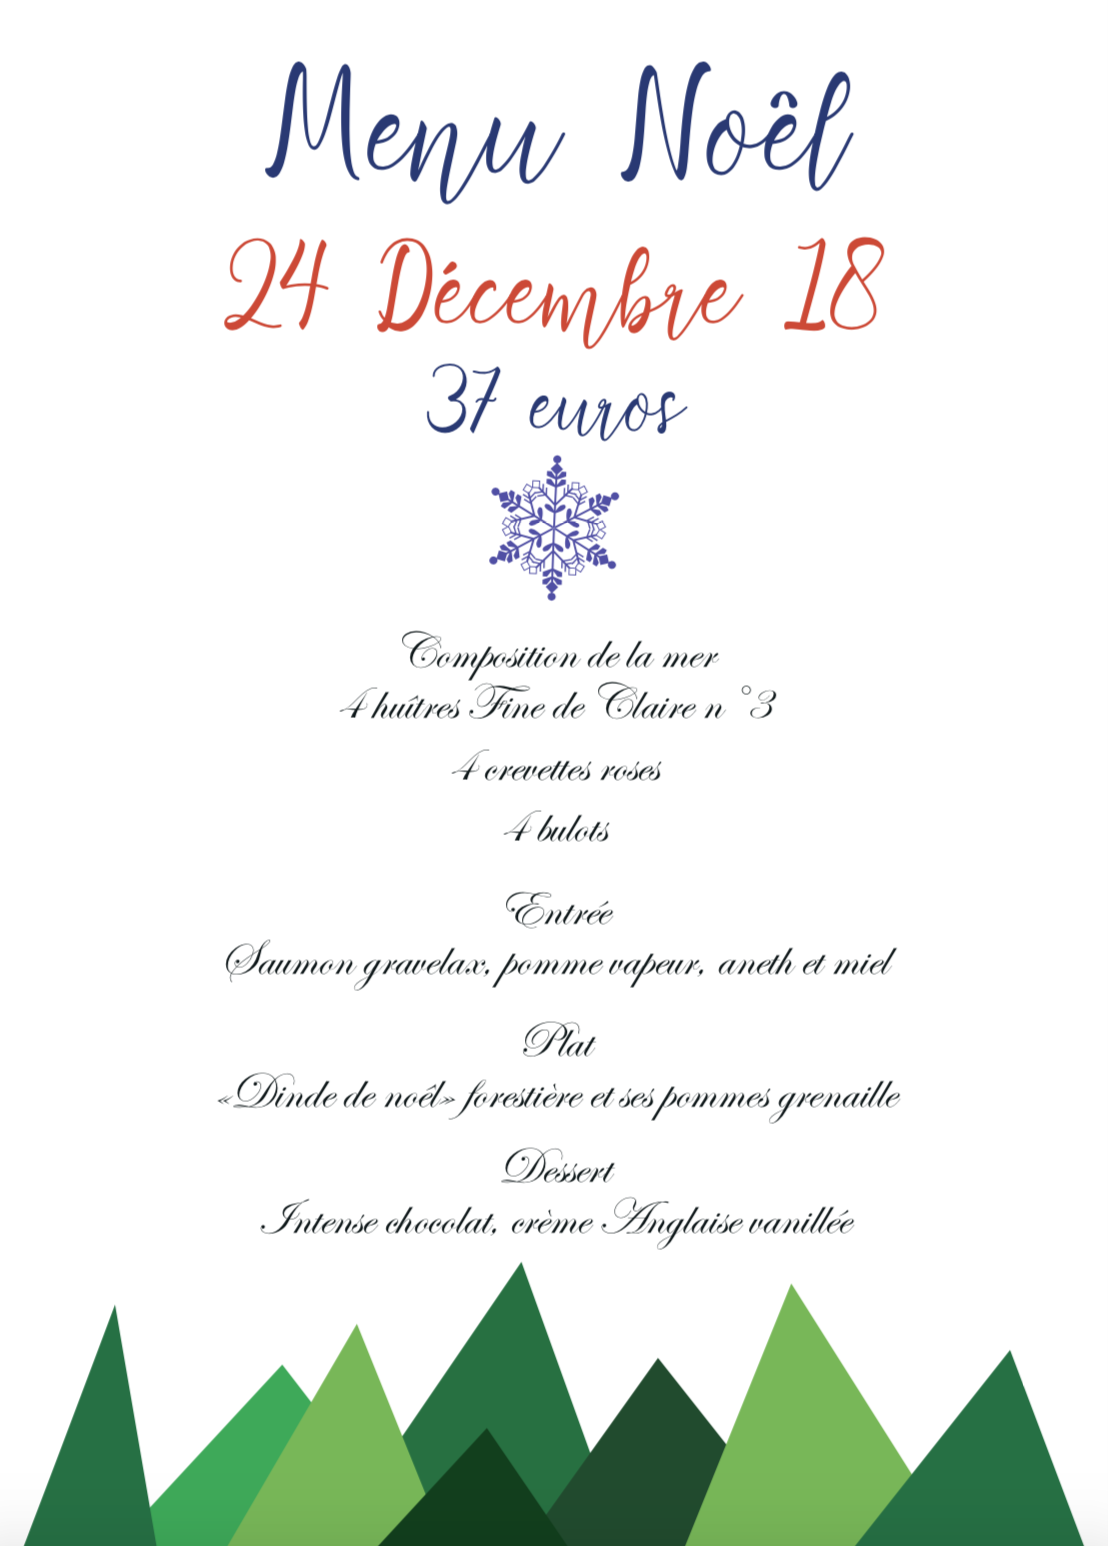 Menu Noêl
24 Décembre 18
37 euros
Composition de la mer
4 huîtres Fine de Claire n°3
4 crevettes roses
4 bulots
Entrée
Saumon gravelax, pomme vapeur, aneth et miel
Plat
«Dinde de noêl» forestière et ses pommes grenaille
Dessert
Intense chocolat, crème Anglaise vanillée